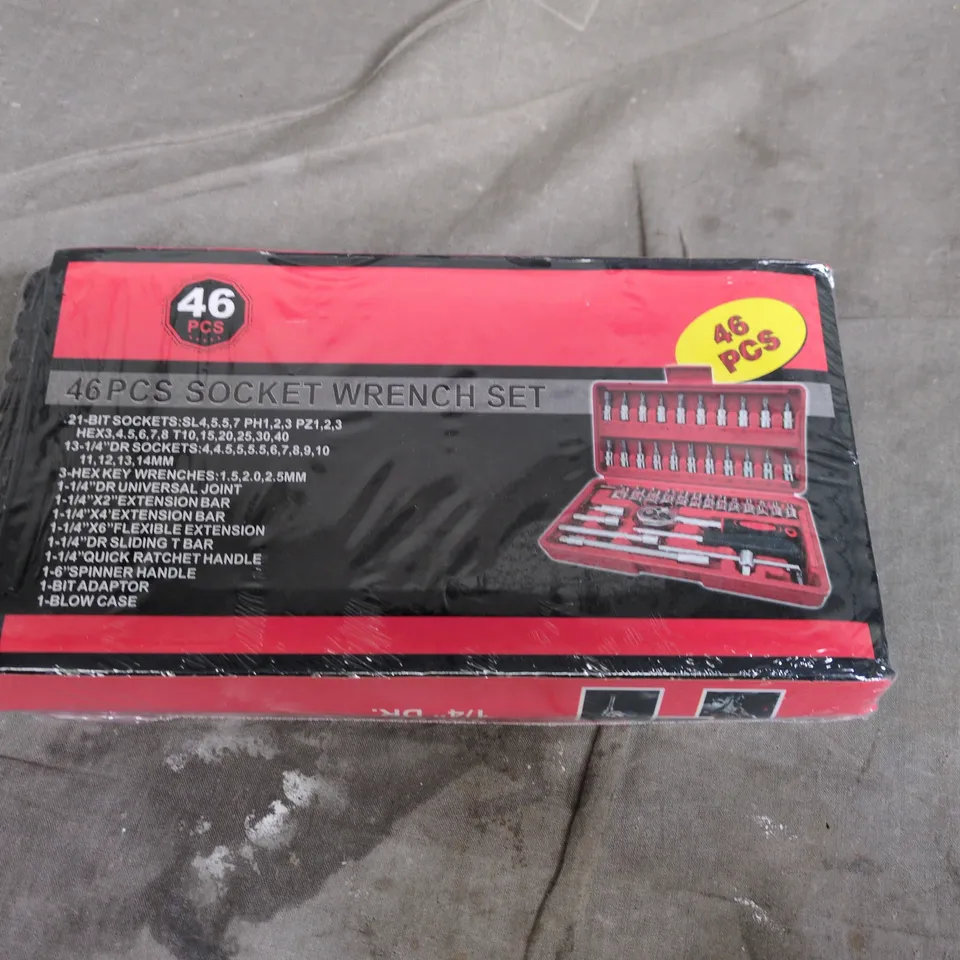 46
PCS
46
PCS
46 PCS SOCKET WRENCH SET
21-BIT SOCKETS:SL4,5.5,7 PH1,2,3 PZ1,2,3
HEX3,4,5,6,7,8 T10,15,20,25,30,40
13-1/4"DR SOCKETS:4,4.5,5,5.5,6,7,8,9,10
11,12,13,14MM
3-HEX KEY WRENCHES:1.5,2.0,2.5MM
1-1/4"DR UNIVERSAL JOINT
1-1/4"X2"EXTENSION BAR
1-1/4"X4"EXTENSION BAR
1-1/4"X6"FLEXIBLE EXTENSION
1-1/4"DR SLIDING T BAR
1-1/4"QUICK RATCHET HANDLE
1-6"SPINNER HANDLE
1-BIT ADAPTOR
1-BLOW CASE
1/4" DR.